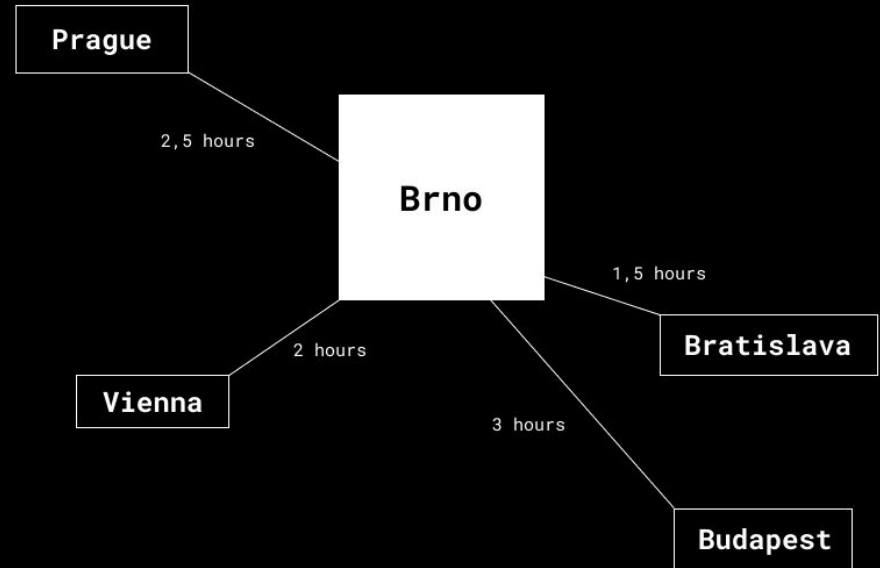 Prague
2,5 hours
Brno
1,5 hours
Bratislava
2 hours
Vienna
3 hours
Budapest